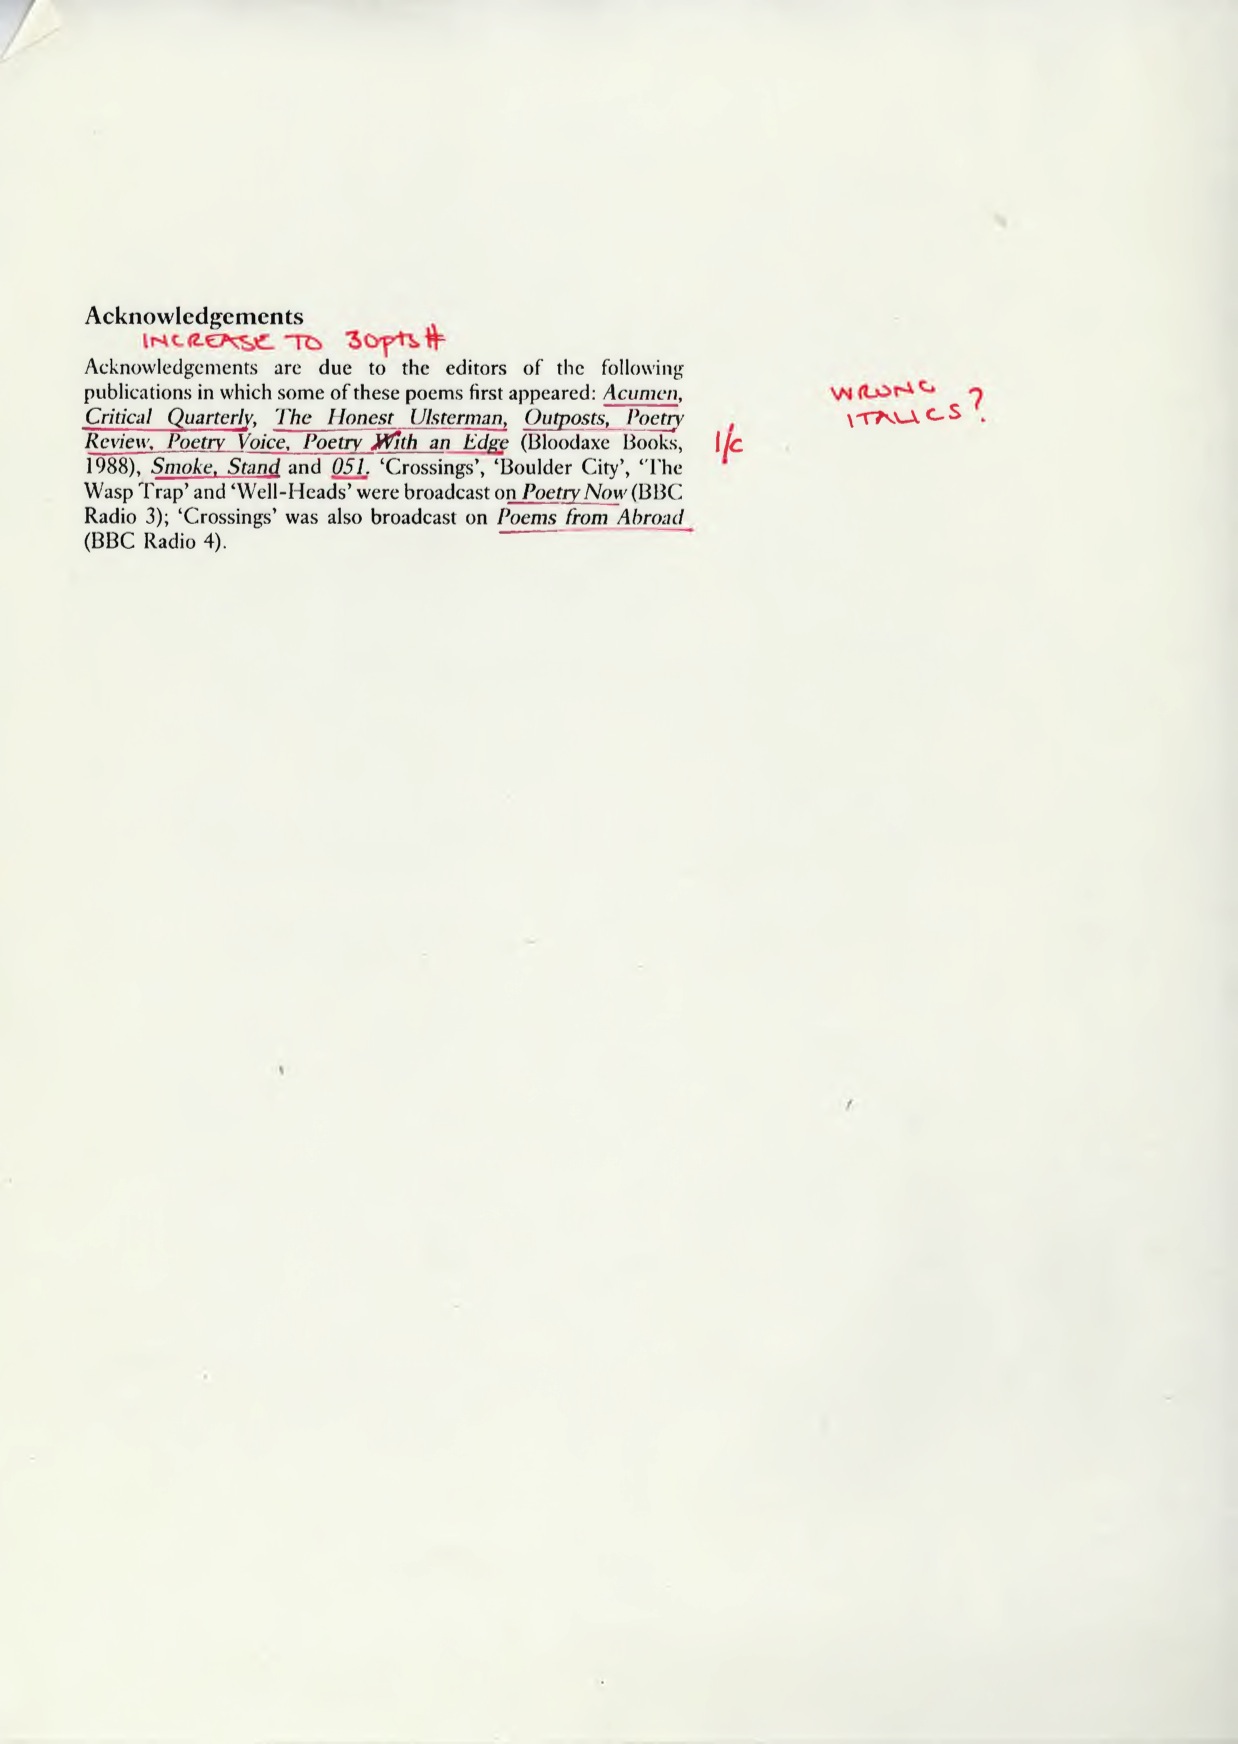 Acknowledgements
INCREASE TO 30pts #
Acknowledgements are due to the editors of the following
publications in which some of these poems first appeared: Acumen,
WRONG
ITALICS?
Critical Quarterly, The Honest Ulsterman, Outposts, Poetry
Review, Poetry Voice, Poetry With an Edge (Bloodaxe Books,
l/c
1988), Smoke, Stand and 051. ‘Crossings’, ‘Boulder City’, ‘The
Wasp Trap’ and ‘Well-Heads’ were broadcast on Poetry Now (BBC
Radio 3); ‘Crossings’ was also broadcast on Poems from Abroad
(BBC Radio 4).